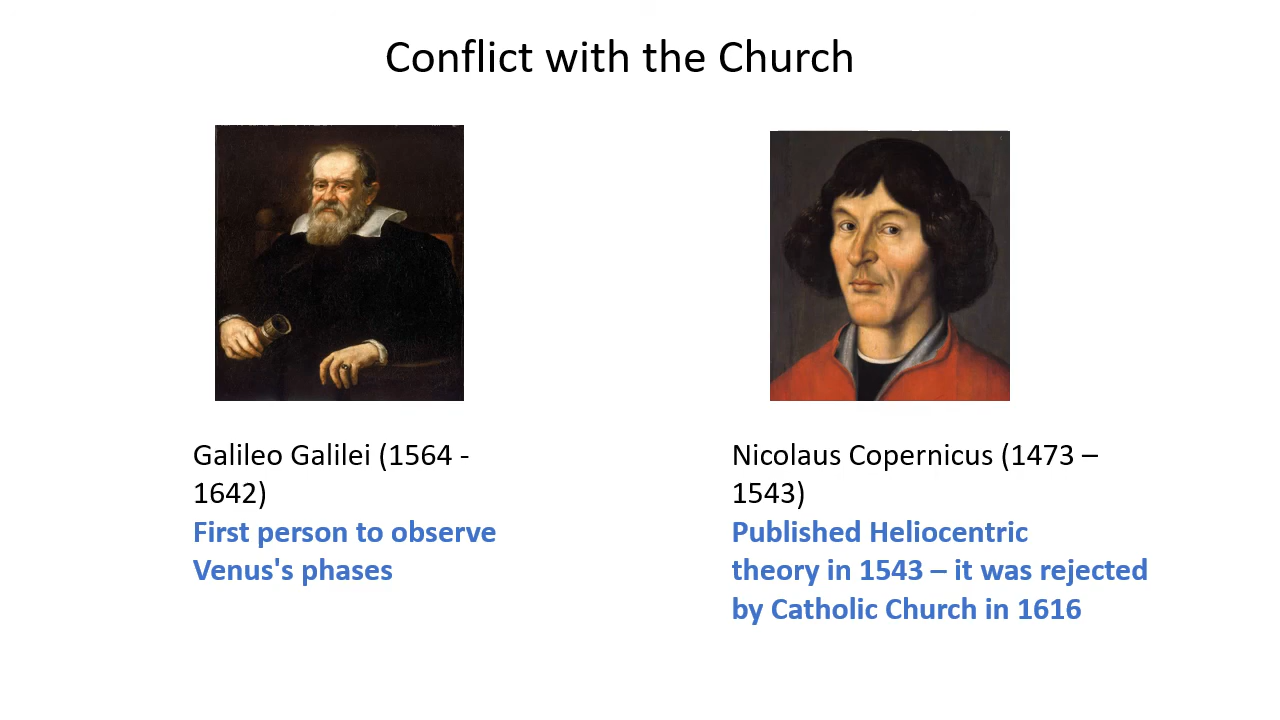 Conflict with the Church
Galileo Galilei (1564 -
1642)
First person to observe
Venus's phases
Nicolaus Copernicus (1473 –
1543)
Published Heliocentric
theory in 1543 – it was rejected
by Catholic Church in 1616